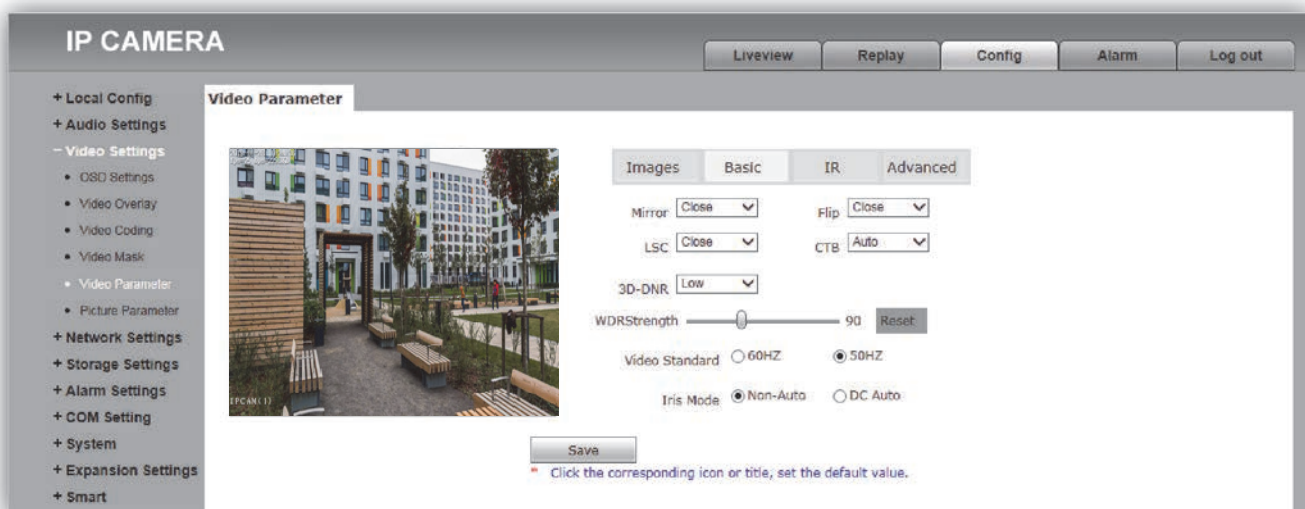 IP CAMERA
Liveview Replay Config Alarm Log out
+ Local Config
+ Audio Settings
− Video Settings
• OSD Settings
• Video Overlay
• Video Coding
• Video Mask
• Video Parameter
• Picture Parameter
+ Network Settings
+ Storage Settings
+ Alarm Settings
+ COM Setting
+ System
+ Expansion Settings
+ Smart
Video Parameter
IPCAM(1)
Images Basic IR Advanced
Mirror Close Flip Close
LSC Close CTB Auto
3D-DNR Low
WDRStrength 90 Reset
Video Standard 60HZ 50HZ
Iris Mode Non-Auto DC Auto
Save
* Click the corresponding icon or title, set the default value.